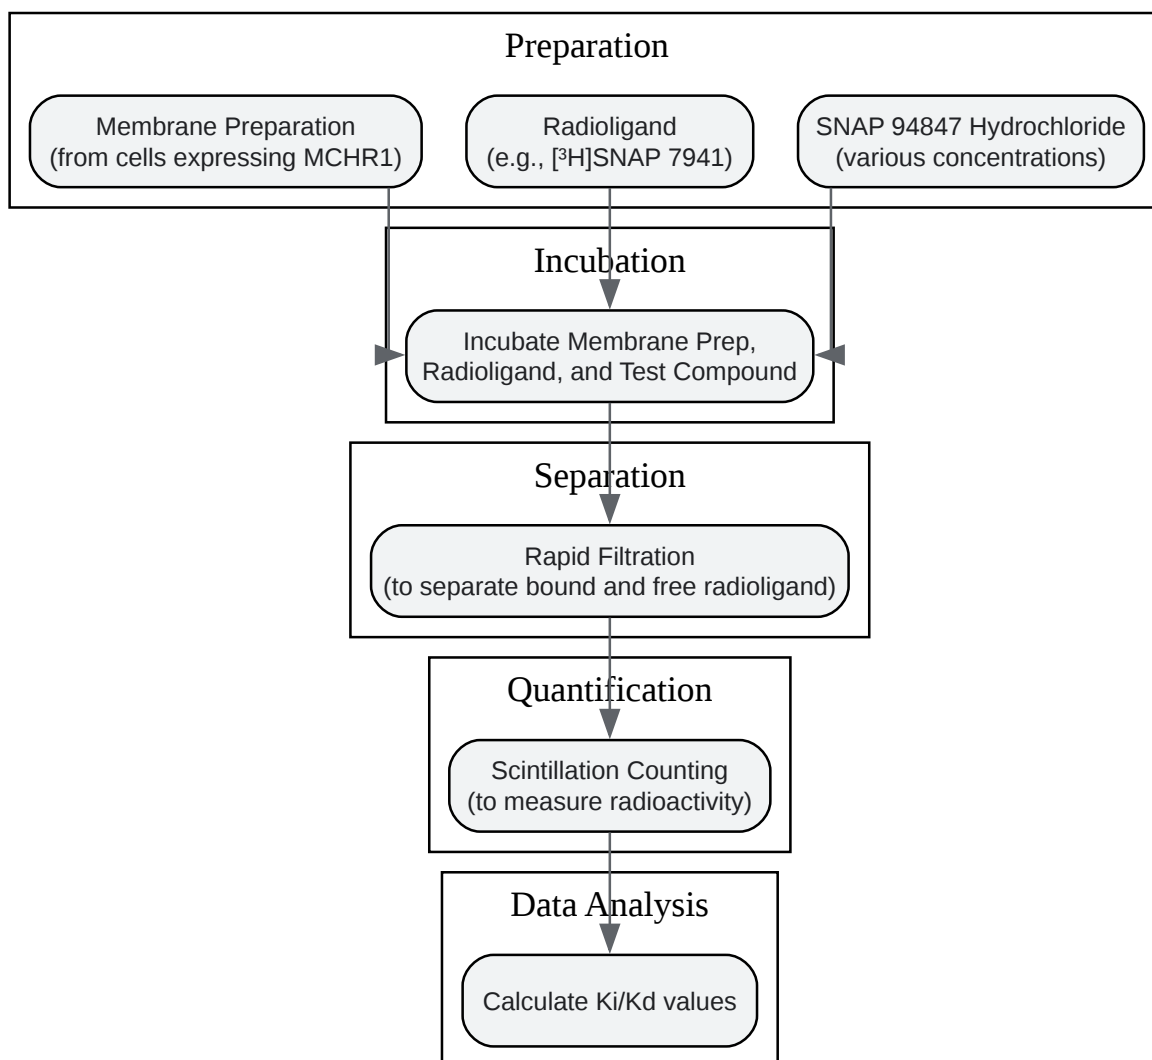 Preparation
Membrane Preparation
(from cells expressing MCHR1)
Radioligand
(e.g., [³H]SNAP 7941)
SNAP 94847 Hydrochloride
(various concentrations)
Incubation
Incubate Membrane Prep,
Radioligand, and Test Compound
Separation
Rapid Filtration
(to separate bound and free radioligand)
Quantification
Scintillation Counting
(to measure radioactivity)
Data Analysis
Calculate Ki/Kd values